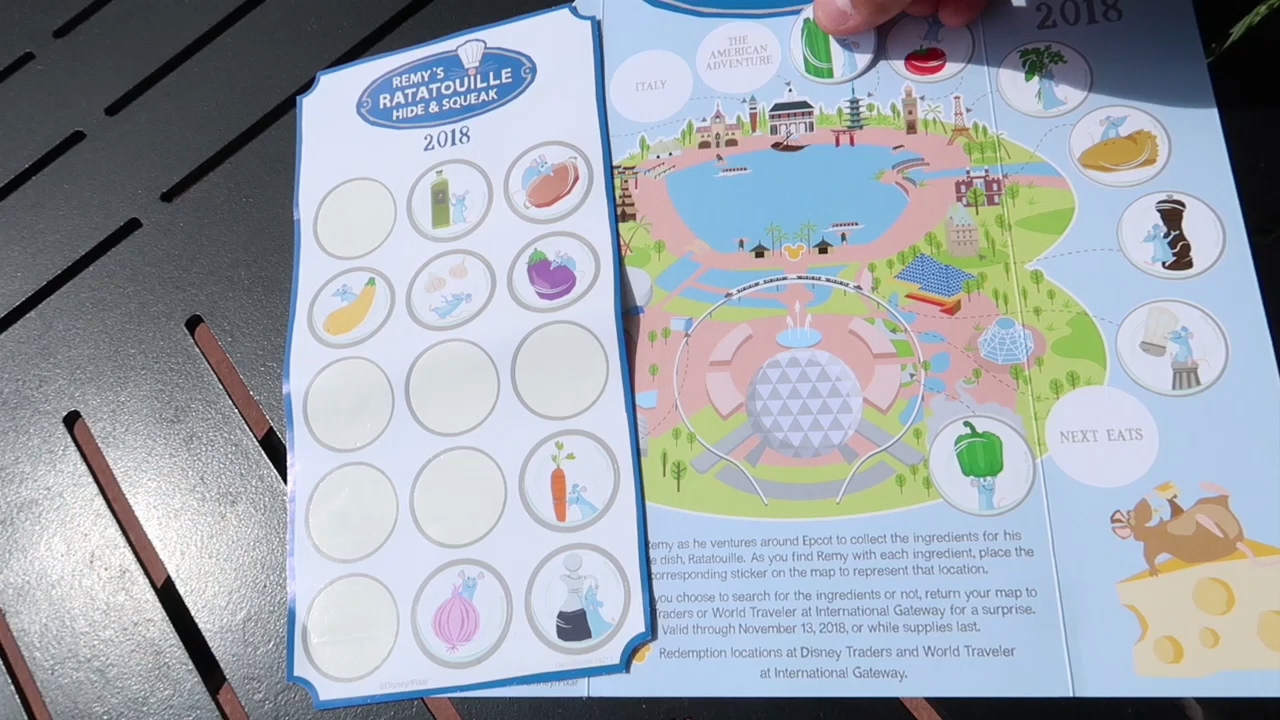 REMY'S
RATATOUILLE
HIDE & SQUEAK
2018
©Disney/Pixar
2018
ITALY
THE
AMERICAN
ADVENTURE
NEXT EATS
Remy as he ventures around Epcot to collect the ingredients for his
dish, Ratatouille. As you find Remy with each ingredient, place the
corresponding sticker on the map to represent that location.
you choose to search for the ingredients or not, return your map to
Traders or World Traveler at International Gateway for a surprise.
Valid through November 13, 2018, or while supplies last.
Redemption locations at Disney Traders and World Traveler
at International Gateway.